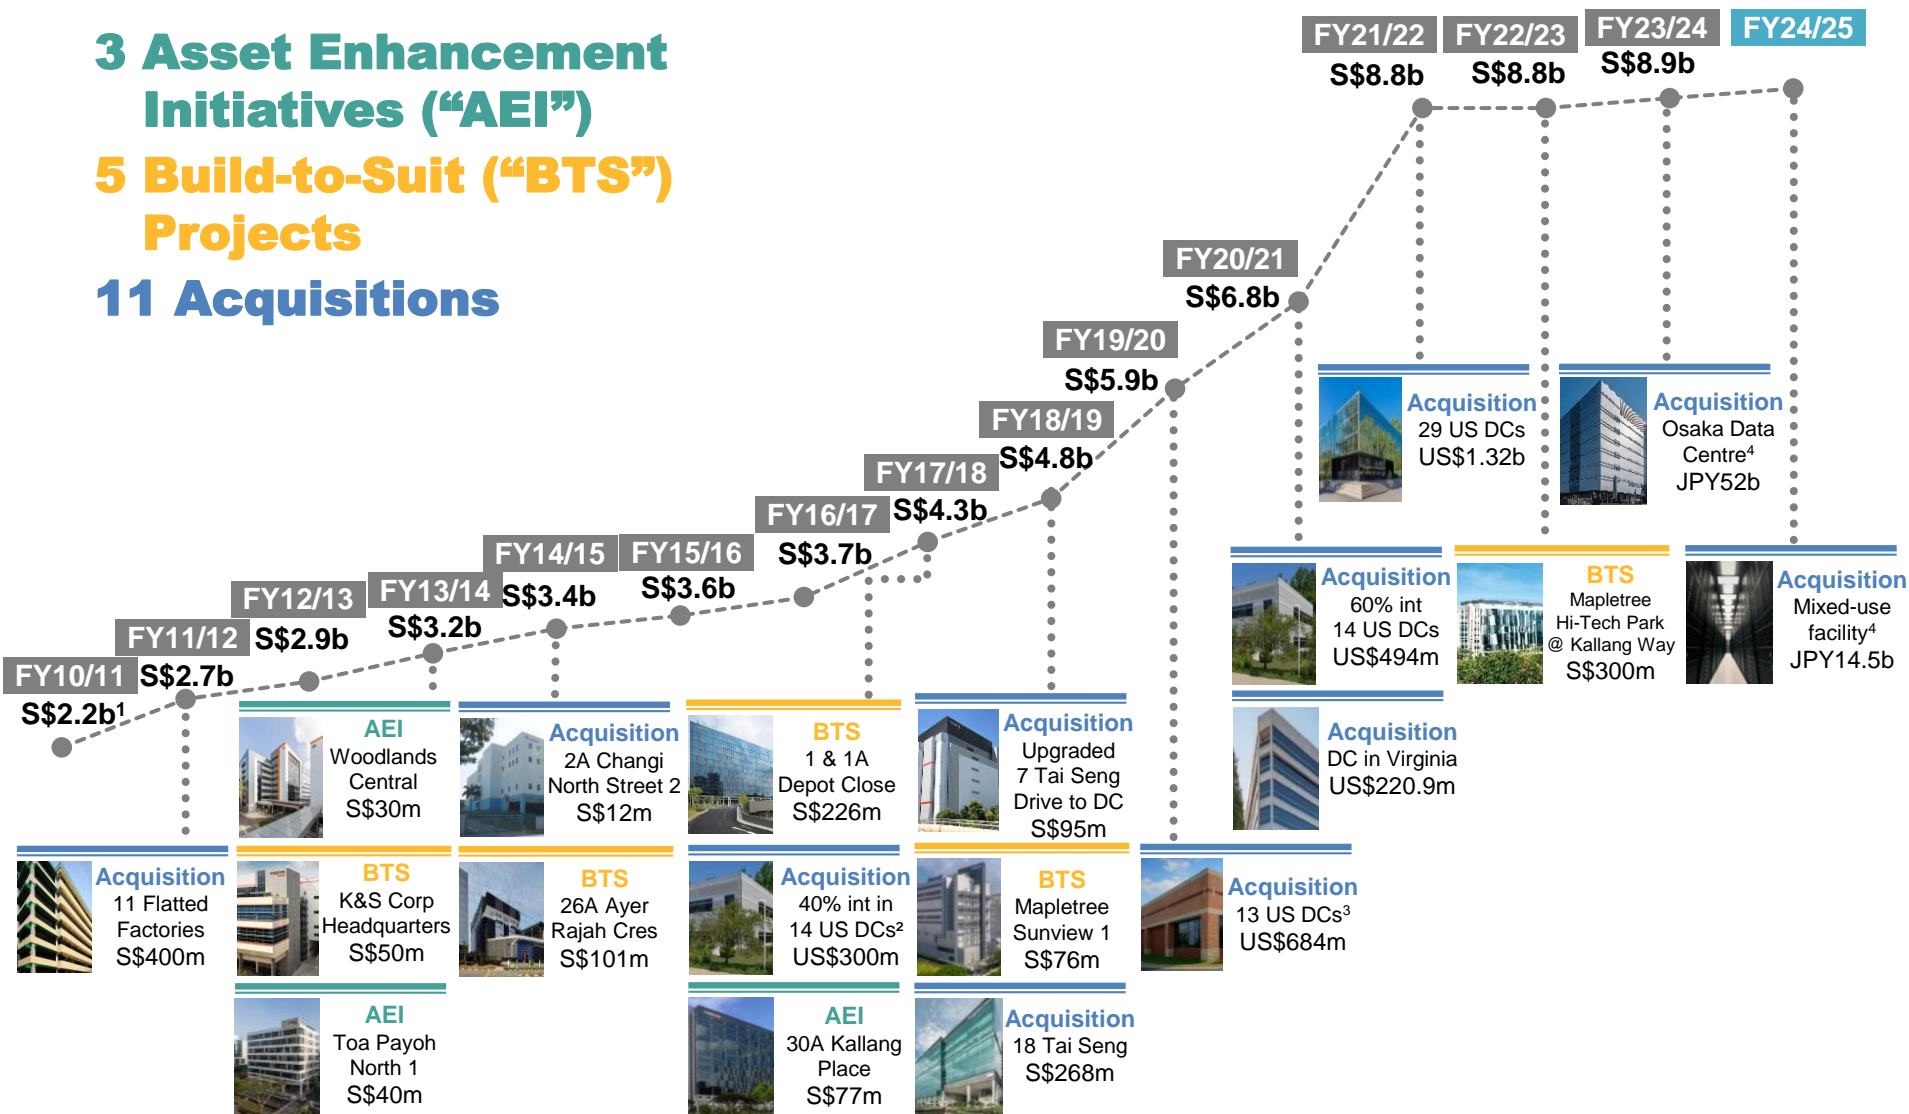 3 Asset Enhancement
Initiatives (“AEI”)
5 Build-to-Suit (“BTS”)
Projects
11 Acquisitions
FY10/11
S$2.2b¹
FY11/12
S$2.7b
FY12/13
S$2.9b
FY13/14
S$3.2b
FY14/15
S$3.4b
FY15/16
S$3.6b
FY16/17
S$3.7b
FY17/18
S$4.3b
FY18/19
S$4.8b
FY19/20
S$5.9b
FY20/21
S$6.8b
FY21/22
S$8.8b
FY22/23
S$8.8b
FY23/24
S$8.9b
FY24/25
Acquisition
11 Flatted
Factories
S$400m
AEI
Woodlands
Central
S$30m
BTS
K&S Corp
Headquarters
S$50m
AEI
Toa Payoh
North 1
S$40m
Acquisition
2A Changi
North Street 2
S$12m
BTS
26A Ayer
Rajah Cres
S$101m
BTS
1 & 1A
Depot Close
S$226m
Acquisition
40% int in
14 US DCs²
US$300m
AEI
30A Kallang
Place
S$77m
Acquisition
Upgraded
7 Tai Seng
Drive to DC
S$95m
BTS
Mapletree
Sunview 1
S$76m
Acquisition
18 Tai Seng
S$268m
Acquisition
13 US DCs³
US$684m
Acquisition
60% int
14 US DCs
US$494m
Acquisition
DC in Virginia
US$220.9m
Acquisition
29 US DCs
US$1.32b
BTS
Mapletree
Hi-Tech Park
@ Kallang Way
S$300m
Acquisition
Osaka Data
Centre⁴
JPY52b
Acquisition
Mixed-use
facility⁴
JPY14.5b